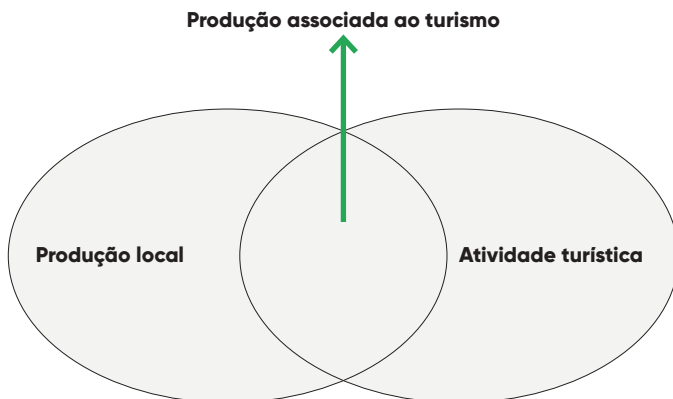 Produção associada ao turismo
Produção local
Atividade turística